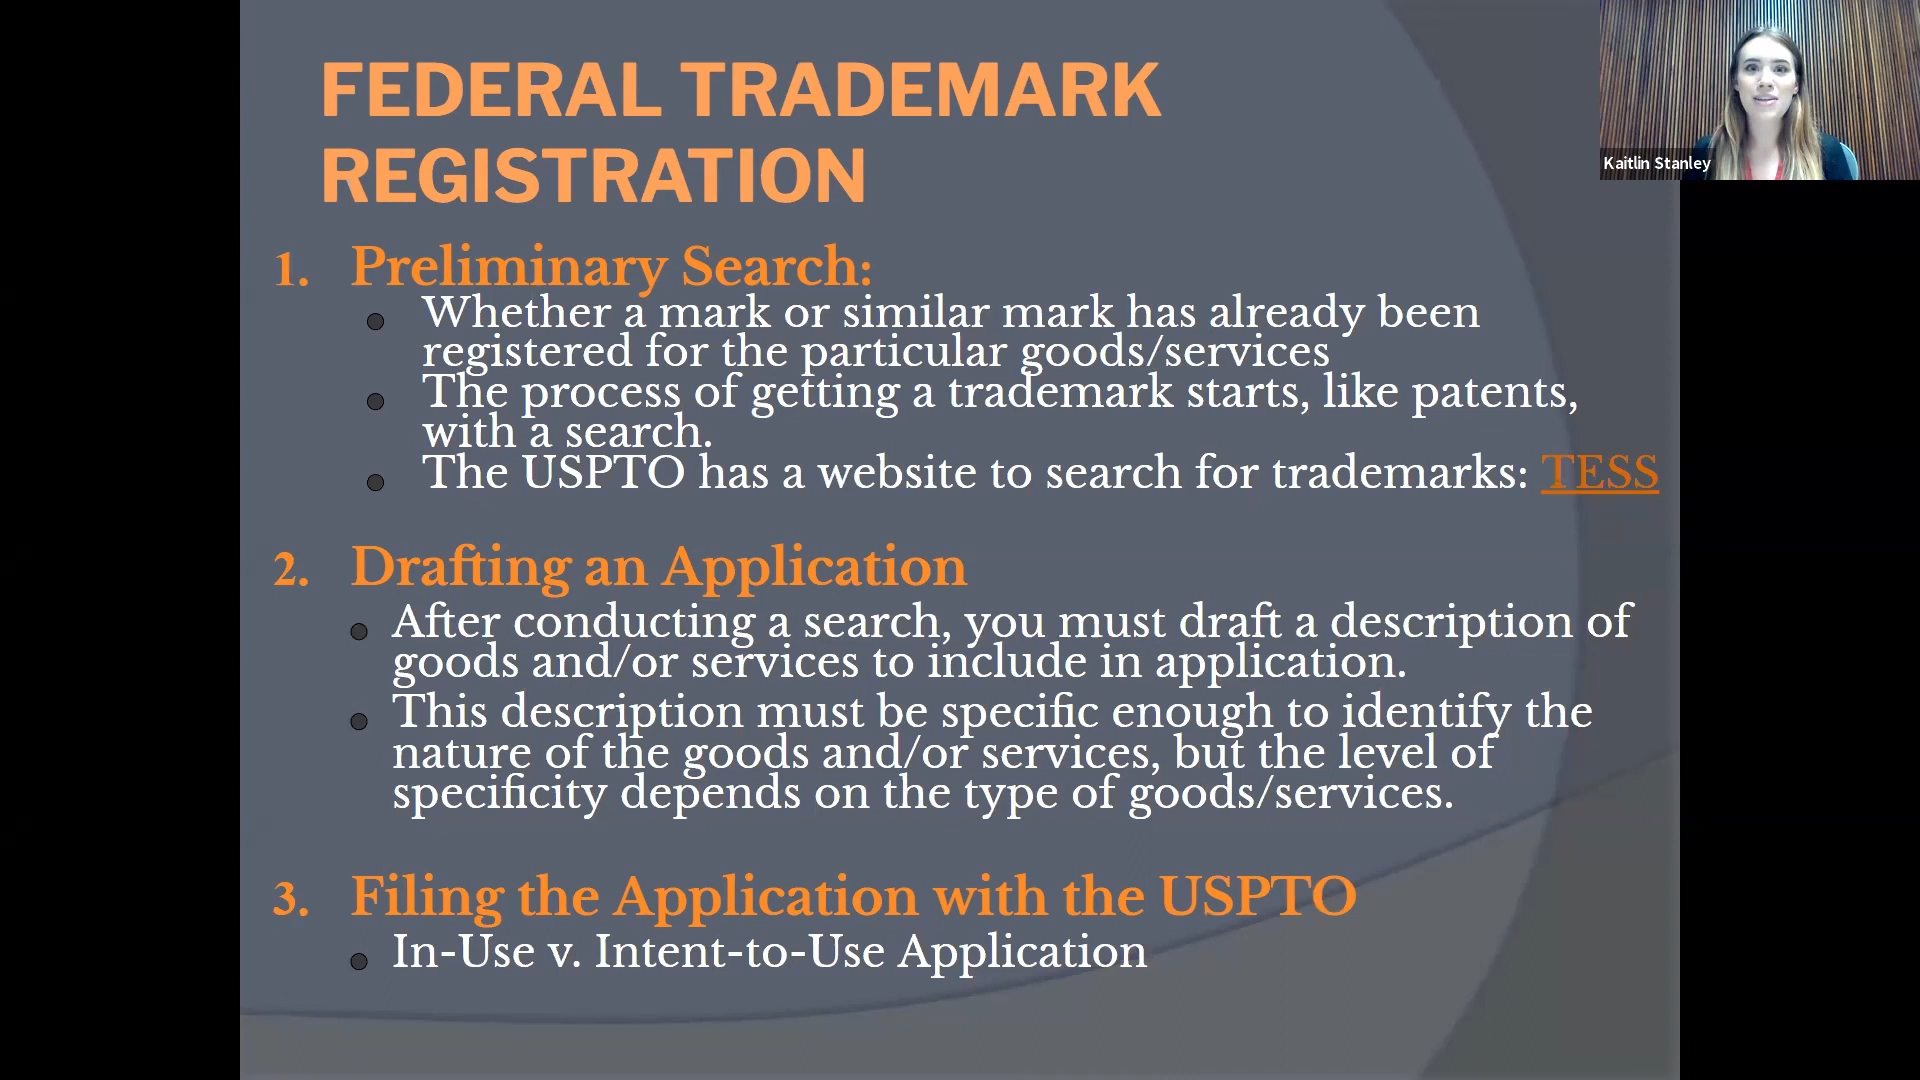 FEDERAL TRADEMARK
REGISTRATION
Kaitlin Stanley
1. Preliminary Search:
Whether a mark or similar mark has already been
registered for the particular goods/services
The process of getting a trademark starts, like patents,
with a search.
The USPTO has a website to search for trademarks: TESS
2. Drafting an Application
After conducting a search, you must draft a description of
goods and/or services to include in application.
This description must be specific enough to identify the
nature of the goods and/or services, but the level of
specificity depends on the type of goods/services.
3. Filing the Application with the USPTO
In-Use v. Intent-to-Use Application